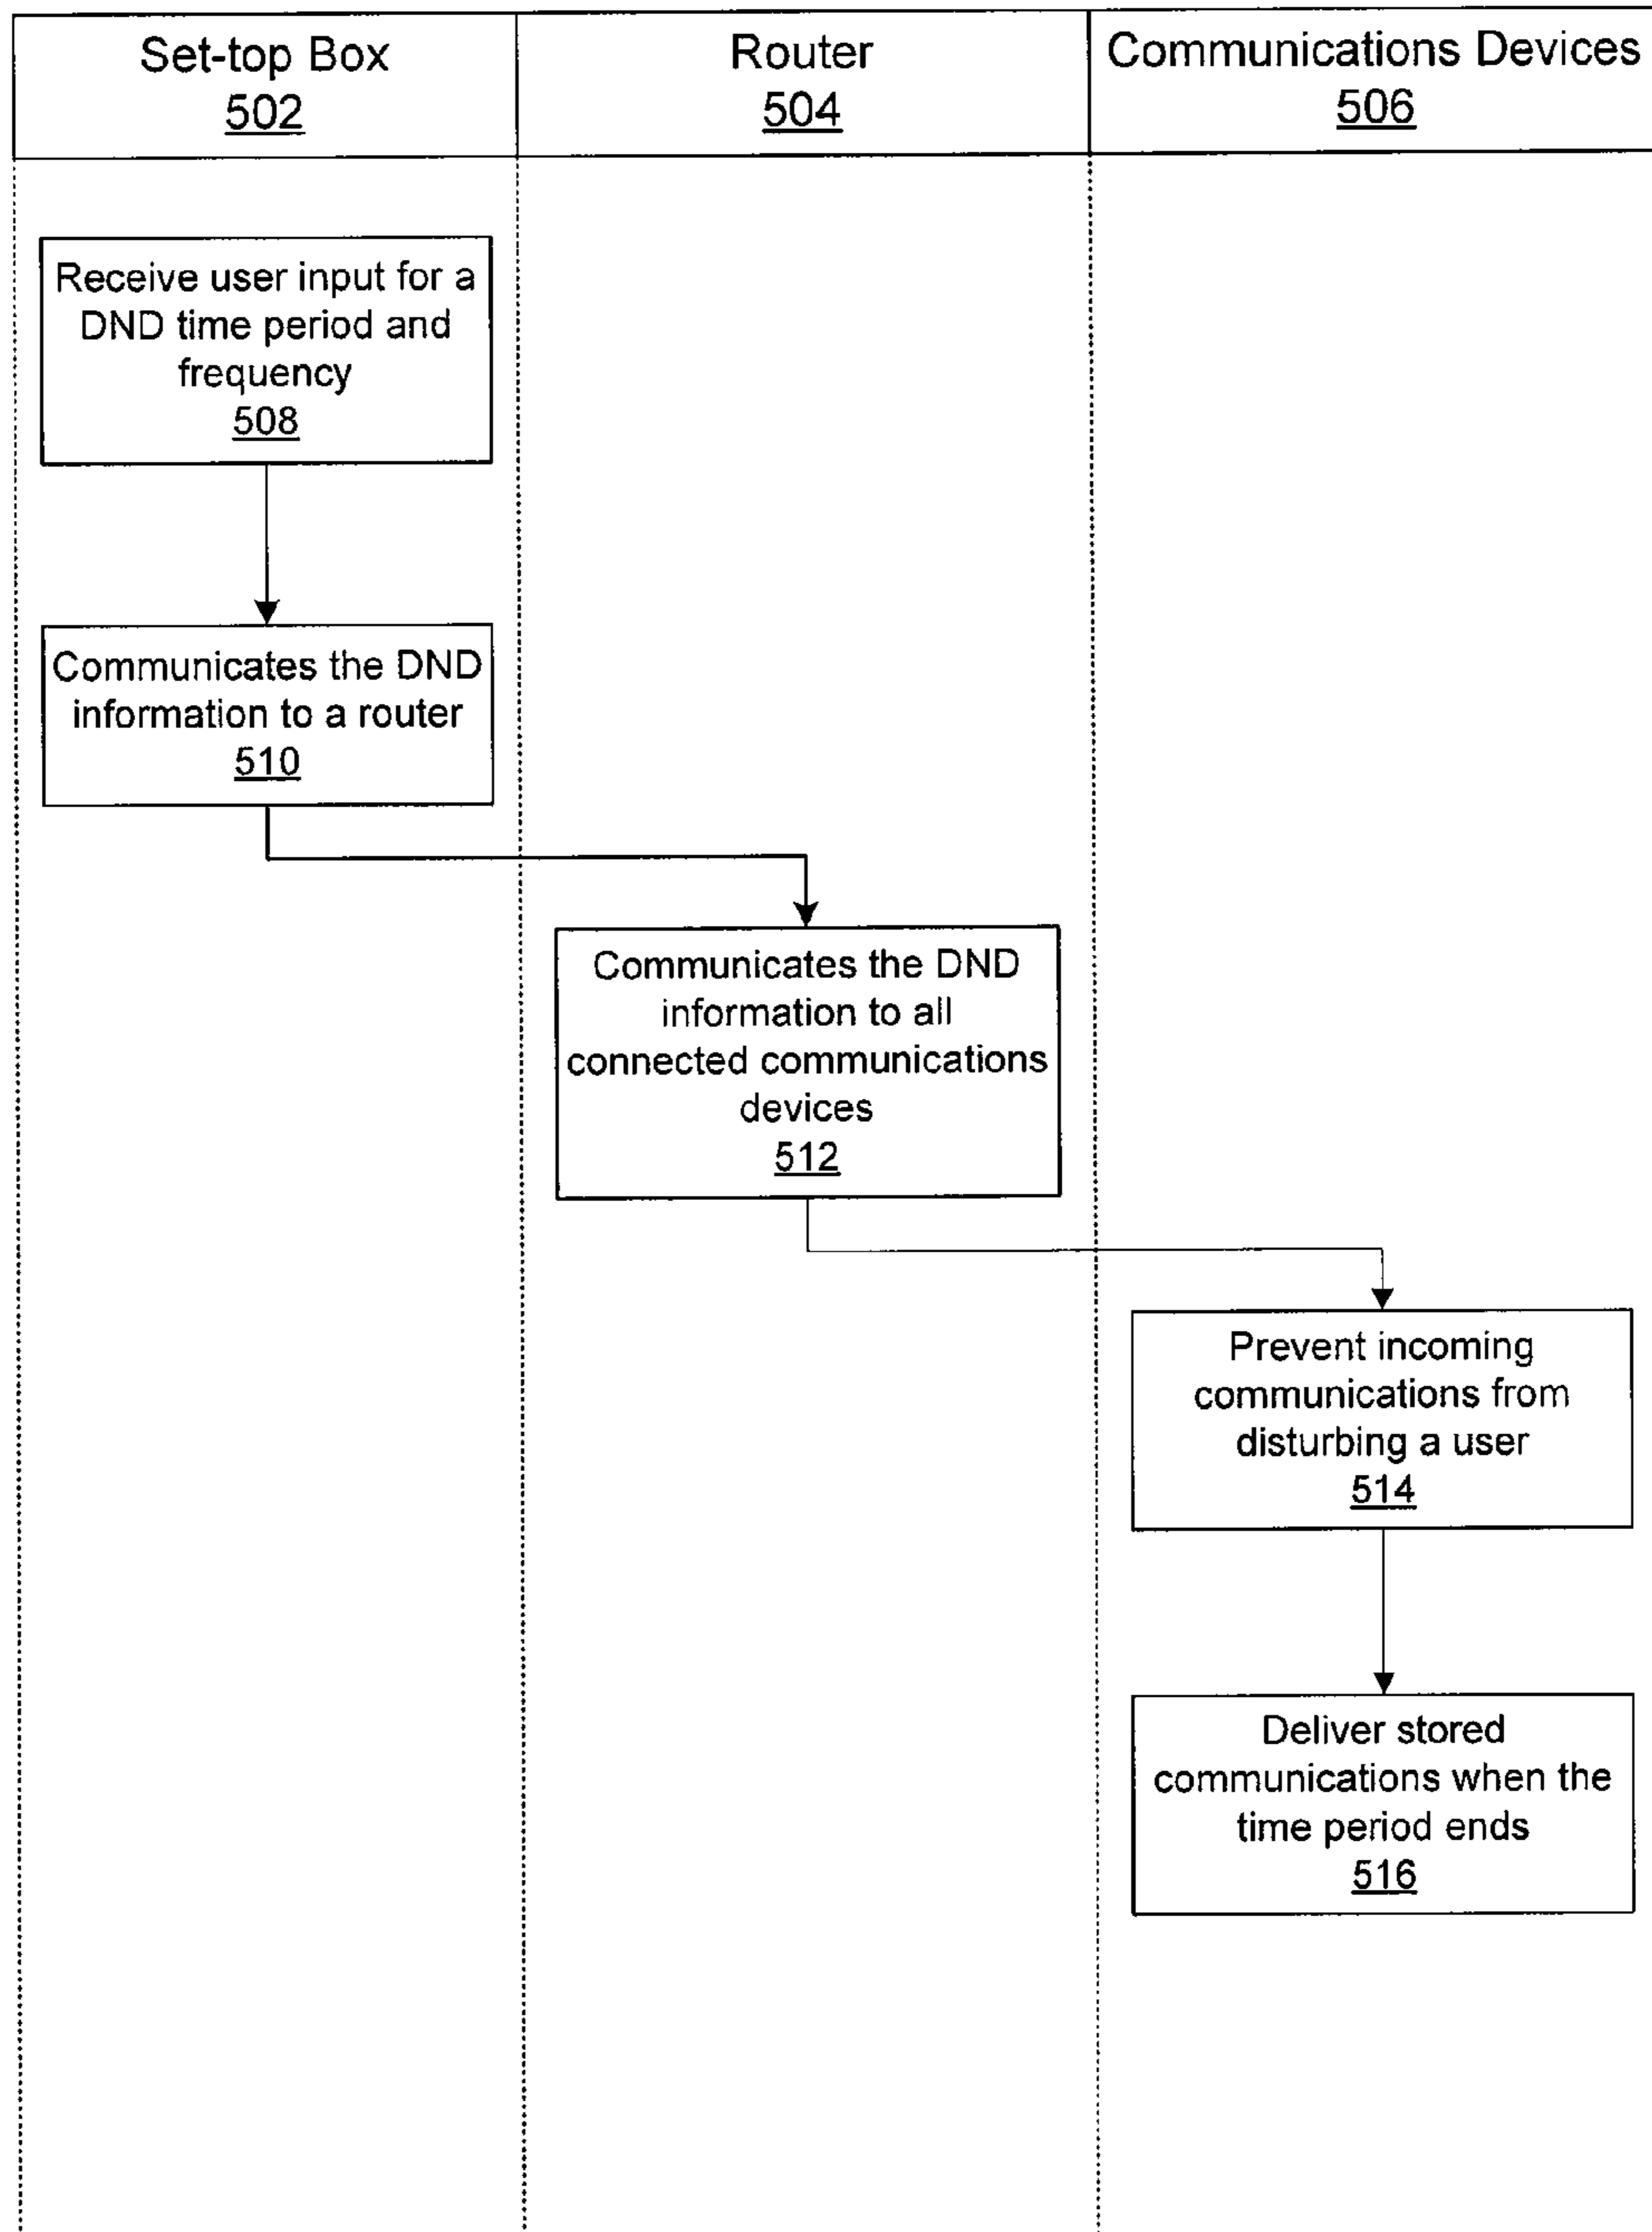 Set-top Box
502
Router
504
Communications Devices
506
Receive user input for a
DND time period and
frequency
508
Communicates the DND
information to a router
510
Communicates the DND
information to all
connected communications
devices
512
Prevent incoming
communications from
disturbing a user
514
Deliver stored
communications when the
time period ends
516